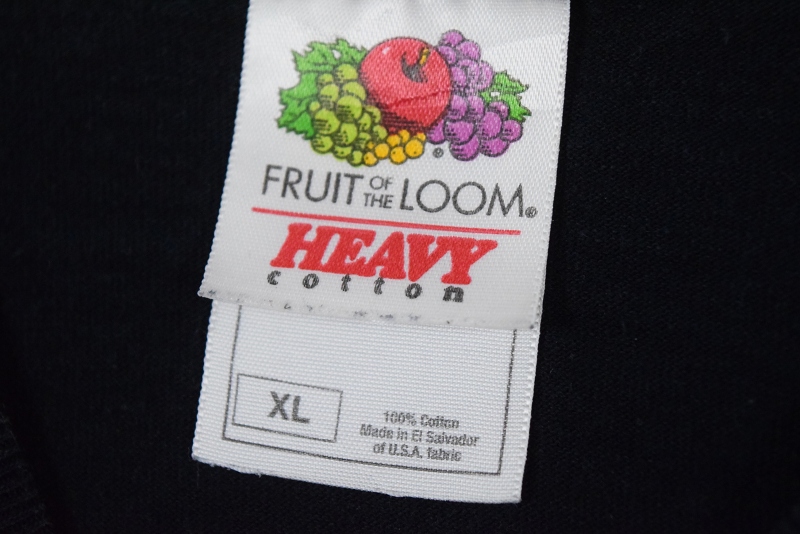 ®
FRUIT OF THE LOOM®
HEAVY
cotton
XL
100% Cotton
Made in El Salvador
of U.S.A. fabric